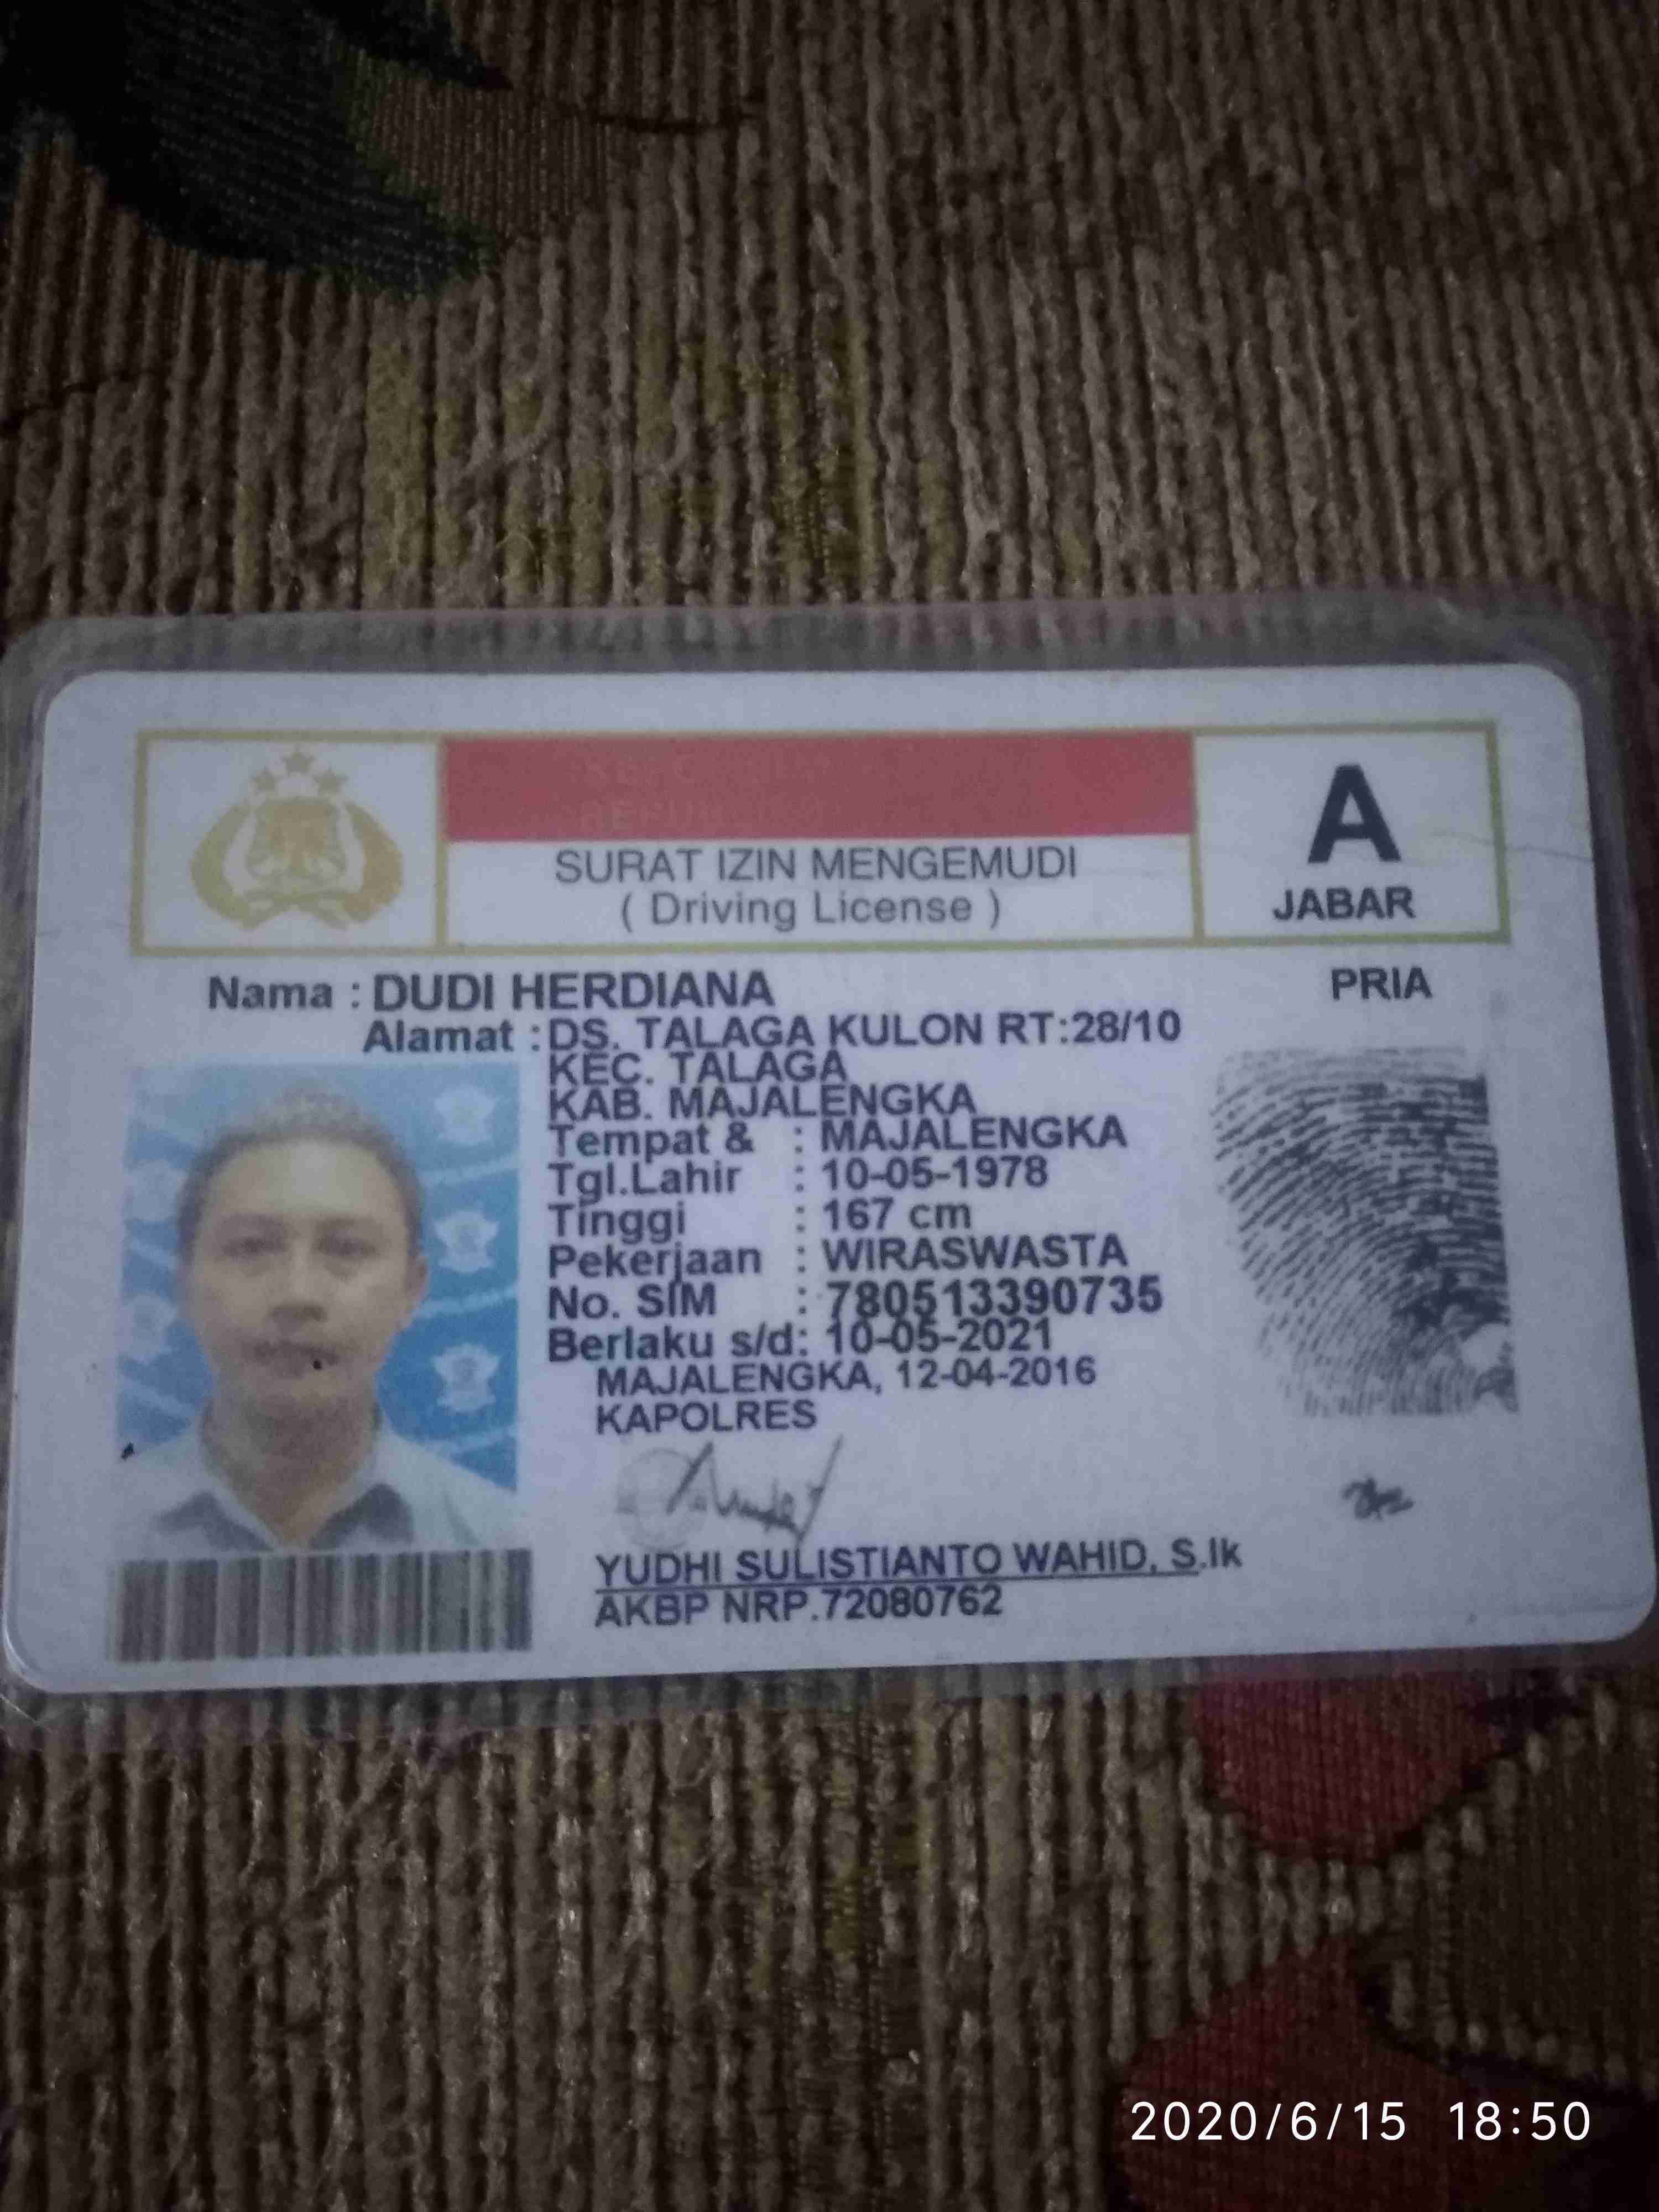 SURAT IZIN MENGEMUDI
( Driving License )
A
JABAR
Nama : DUDI HERDIANA
PRIA
Alamat : DS. TALAGA KULON RT:28/10
KEC. TALAGA
KAB. MAJALENGKA
Tempat & : MAJALENGKA
Tgl.Lahir : 10-05-1978
Tinggi : 167 cm
Pekerjaan : WIRASWASTA
No. SIM : 780513390735
Berlaku s/d: 10-05-2021
MAJALENGKA, 12-04-2016
KAPOLRES
YUDHI SULISTIANTO WAHID, S.Ik
AKBP NRP.72080762
2020/6/15 18:50